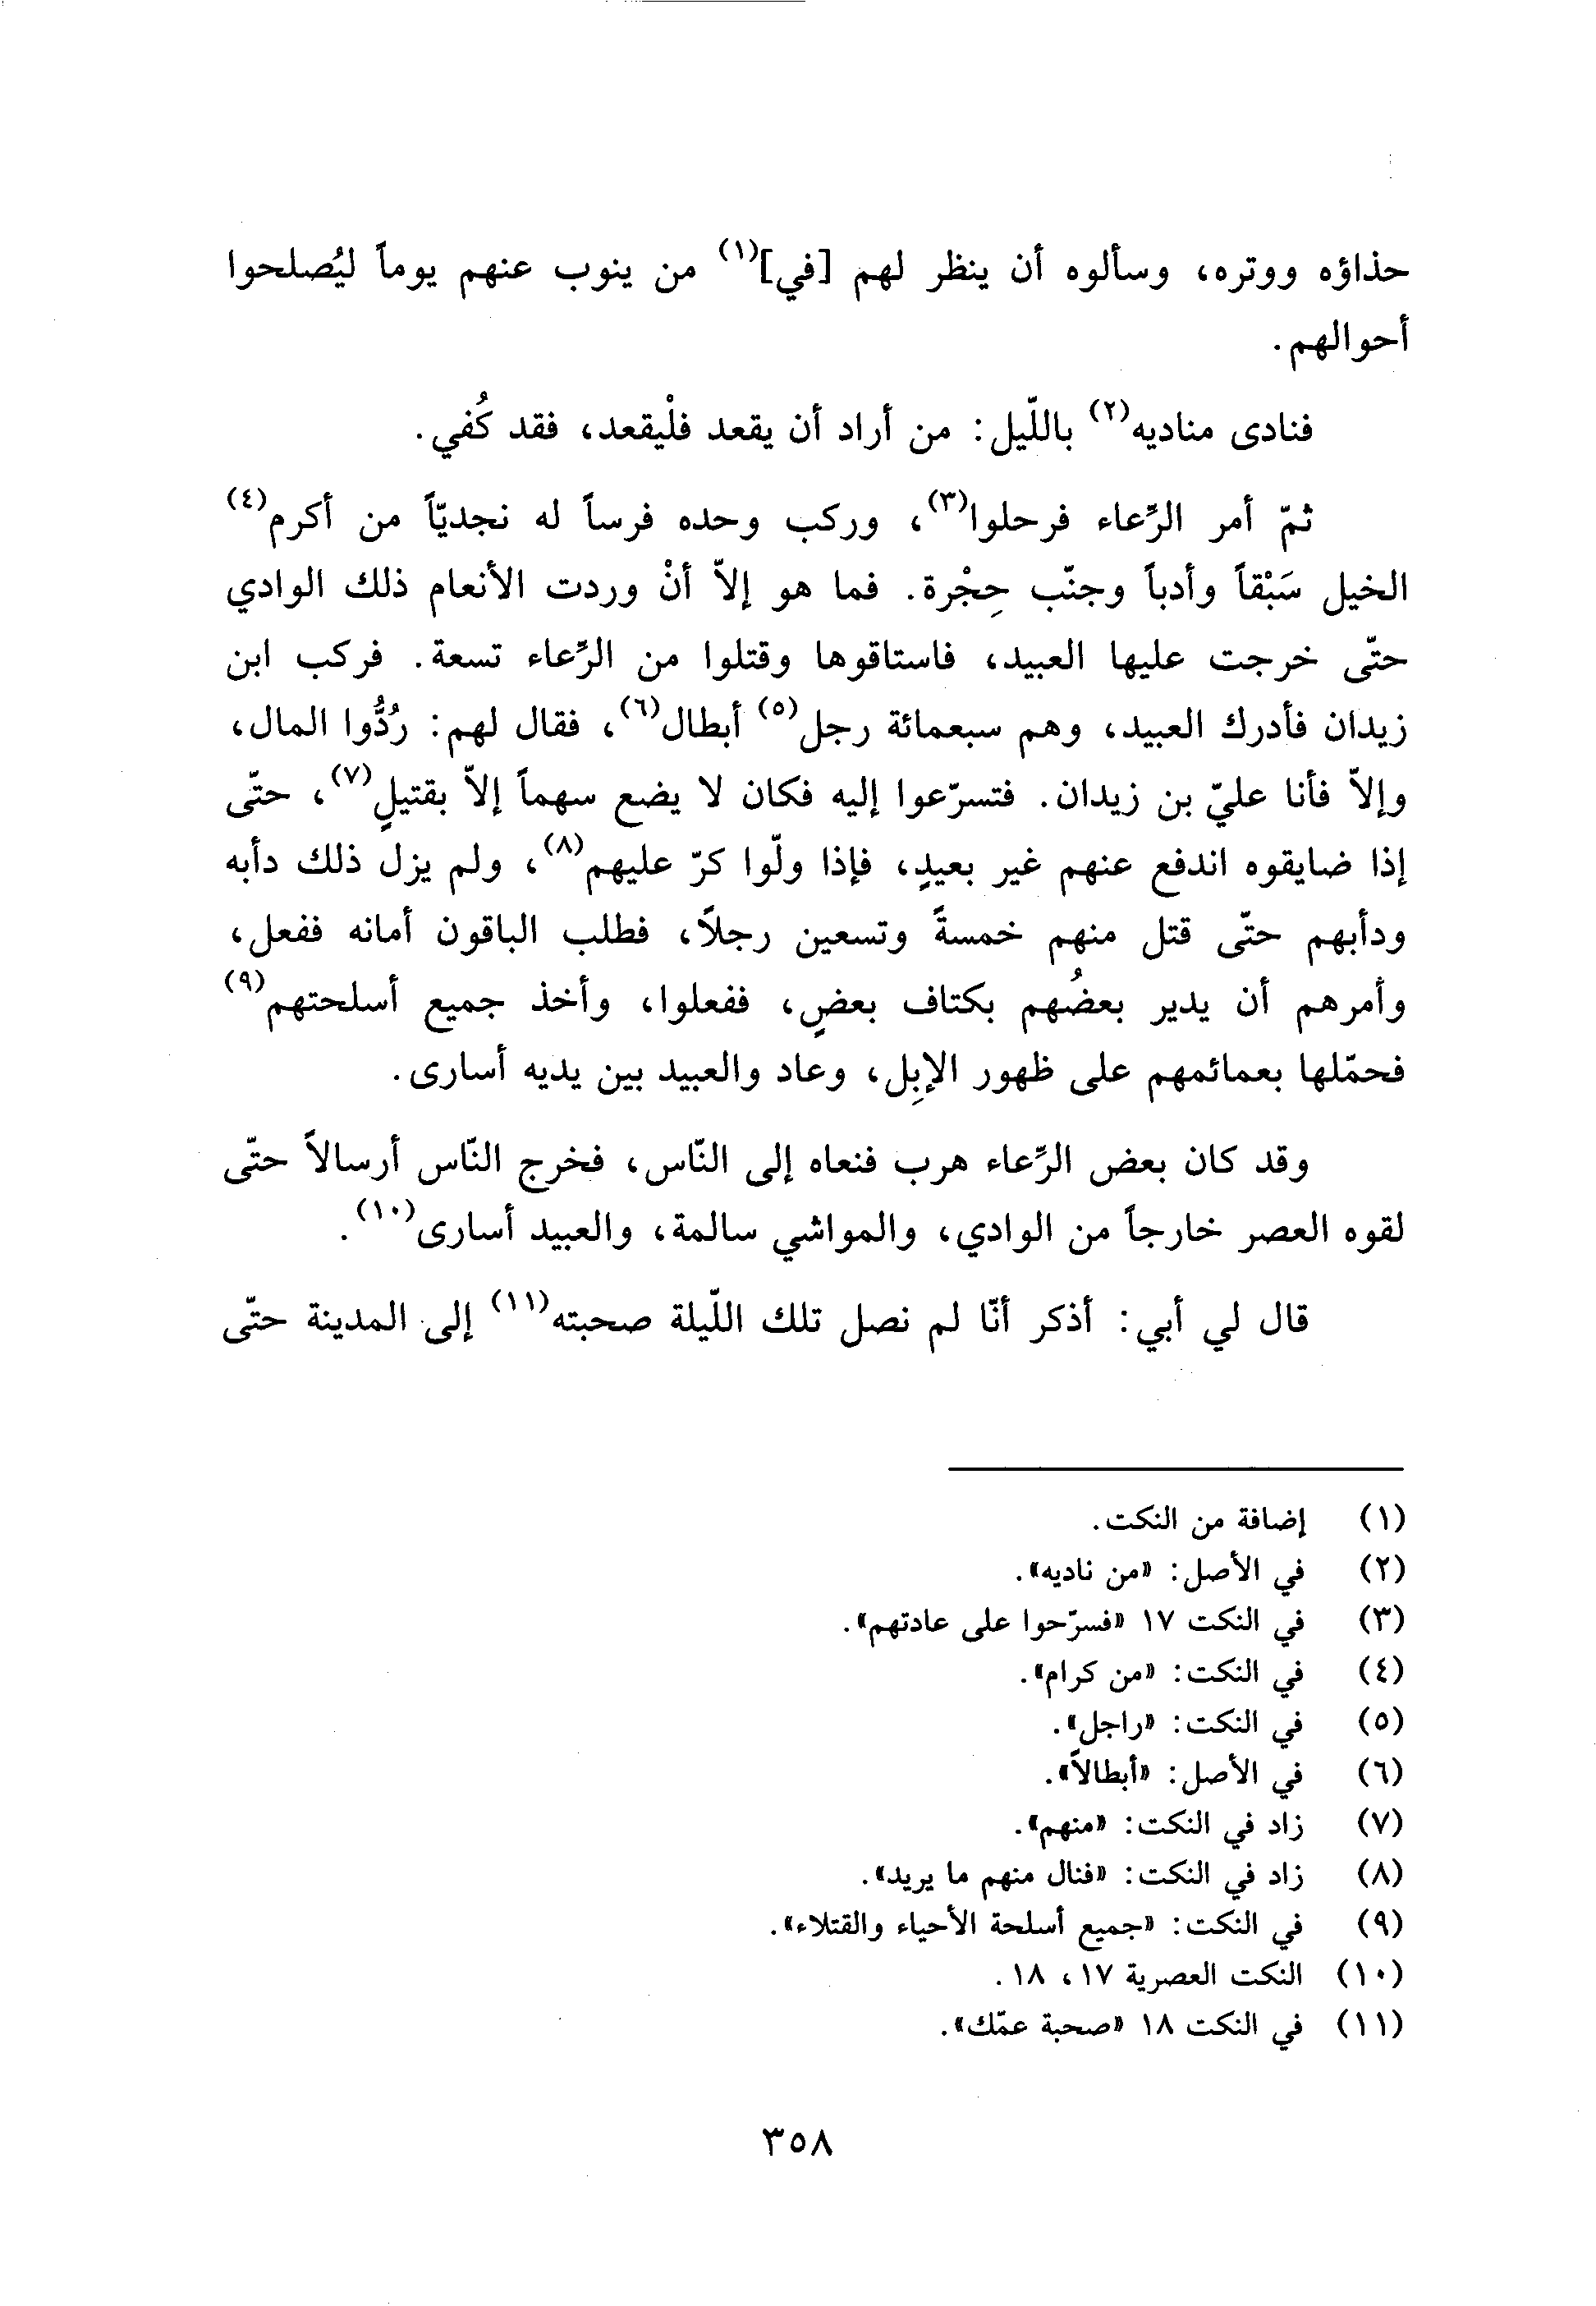 حذاؤه ووتره، وسألوه أن ينظر لهم [في](١) من ينوب عنهم يوماً ليُصلحوا
أحوالهم.
فنادى مناديه(٢) باللّيل: من أراد أن يقعد فلْيقعد، فقد كُفي.
ثمّ أمر الرِّعاء فرحلوا(٣)، وركب وحده فرساً له نجديّاً من أكرم(٤)
الخيل سَبْقاً وأدباً وجنّب حِجْرة. فما هو إلاّ أنْ وردت الأنعام ذلك الوادي
حتّى خرجت عليها العبيد، فاستاقوها وقتلوا من الرِّعاء تسعة. فركب ابن
زيدان فأدرك العبيد، وهم سبعمائة رجل(٥) أبطال(٦)، فقال لهم: رُدُّوا المال،
وإلاّ فأنا عليّ بن زيدان. فتسرّعوا إليه فكان لا يضع سهماً إلاّ بقتيلٍ(٧)، حتّى
إذا ضايقوه اندفع عنهم غير بعيدٍ، فإذا ولّوا كرّ عليهم(٨)، ولم يزل ذلك دأبه
ودأبهم حتّى قتل منهم خمسةً وتسعين رجلاً، فطلب الباقون أمانه ففعل،
وأمرهم أن يدير بعضُهم بكتاف بعضٍ، ففعلوا، وأخذ جميع أسلحتهم(٩)
فحمّلها بعمائمهم على ظهور الإبِل، وعاد والعبيد بين يديه أسارى.
وقد كان بعض الرِّعاء هرب فنعاه إلى النّاس، فخرج النّاس أرسالاً حتّى
لقوه العصر خارجاً من الوادي، والمواشي سالمة، والعبيد أسارى(١٠).
قال لي أبي: أذكر أنّا لم نصل تلك اللّيلة صحبته(١١) إلى المدينة حتّى
(١) إضافة من النكت.
(٢) في الأصل: «من ناديه».
(٣) في النكت ١٧ «فسرّحوا على عادتهم».
(٤) في النكت: «من كرام».
(٥) في النكت: «راجل».
(٦) في الأصل: «أبطالاً».
(٧) زاد في النكت: «منهم».
(٨) زاد في النكت: «فنال منهم ما يريد».
(٩) في النكت: «جميع أسلحة الأحياء والقتلاء».
(١٠) النكت العصرية ١٧، ١٨.
(١١) في النكت ١٨ «صحبة عمّك».
٣٥٨